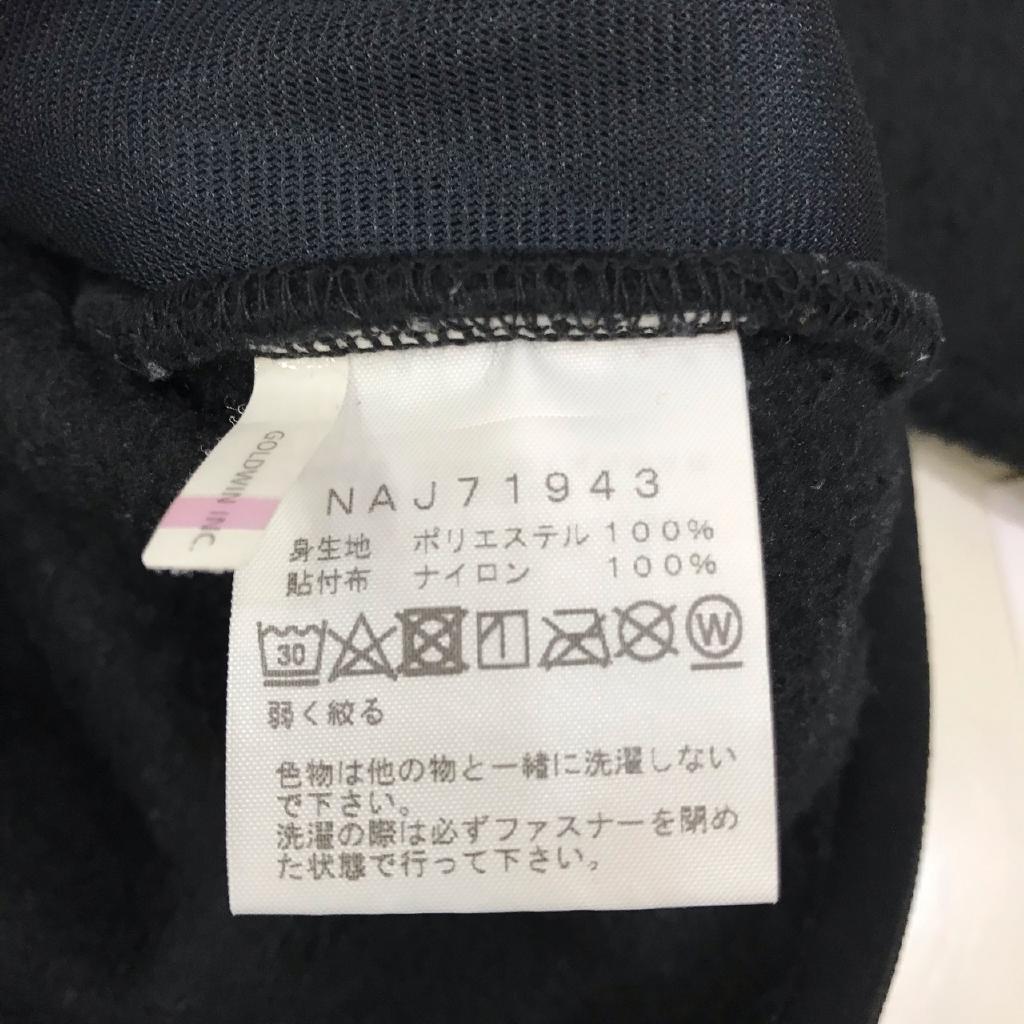 GOLDWIN INC.
NAJ71943
身生地 ポリエステル 100%
貼付布 ナイロン 100%
30
W
弱く絞る
色物は他の物と一緒に洗濯しない
で下さい。
洗濯の際は必ずファスナーを閉め
た状態で行って下さい。